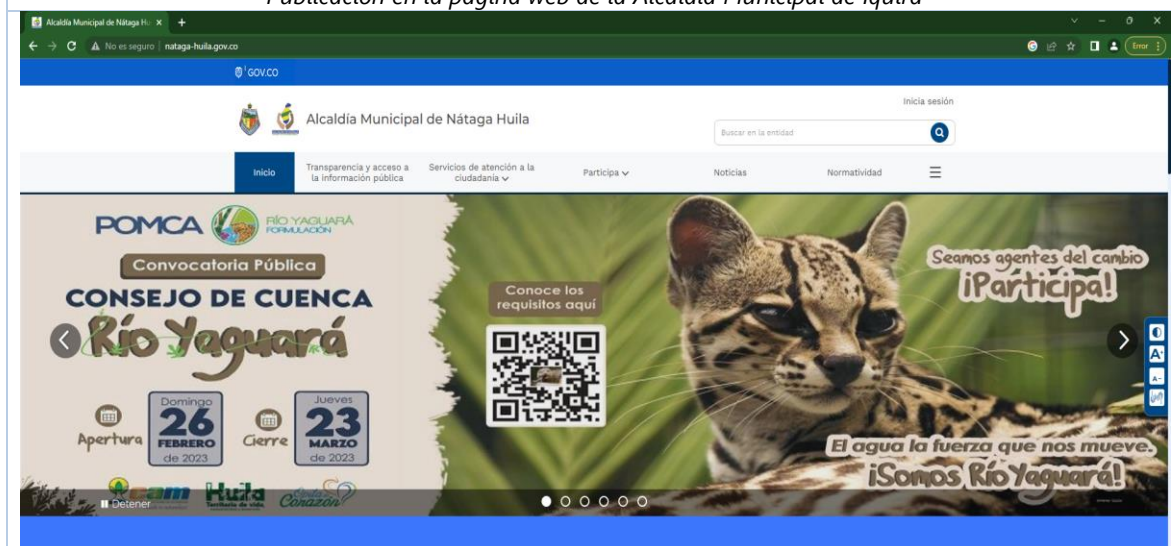 Publicación en la página web de la Alcaldía Municipal de Iquira
Alcaldía Municipal de Nátaga Hu
No es seguro | nataga-huila.gov.co
Error
GOV.CO
Inicia sesión
Alcaldía Municipal de Nátaga Huila
Buscar en la entidad
Inicio
Transparencia y acceso a
la información pública
Servicios de atención a la
ciudadanía
Participa
Noticias
Normatividad
POMCA
RÍO YAGUARÁ
FORMULACIÓN
Convocatoria Pública
CONSEJO DE CUENCA
Río Yaguará
Apertura
Domingo
26
FEBRERO
de 2023
Cierre
Jueves
23
MARZO
de 2023
Conoce los
requisitos aquí
Seamos agentes del cambio
¡Participa!
El agua la fuerza que nos mueve.
¡Somos Río Yaguará!
cam
Huila
Corazón
Detener
A+
A-